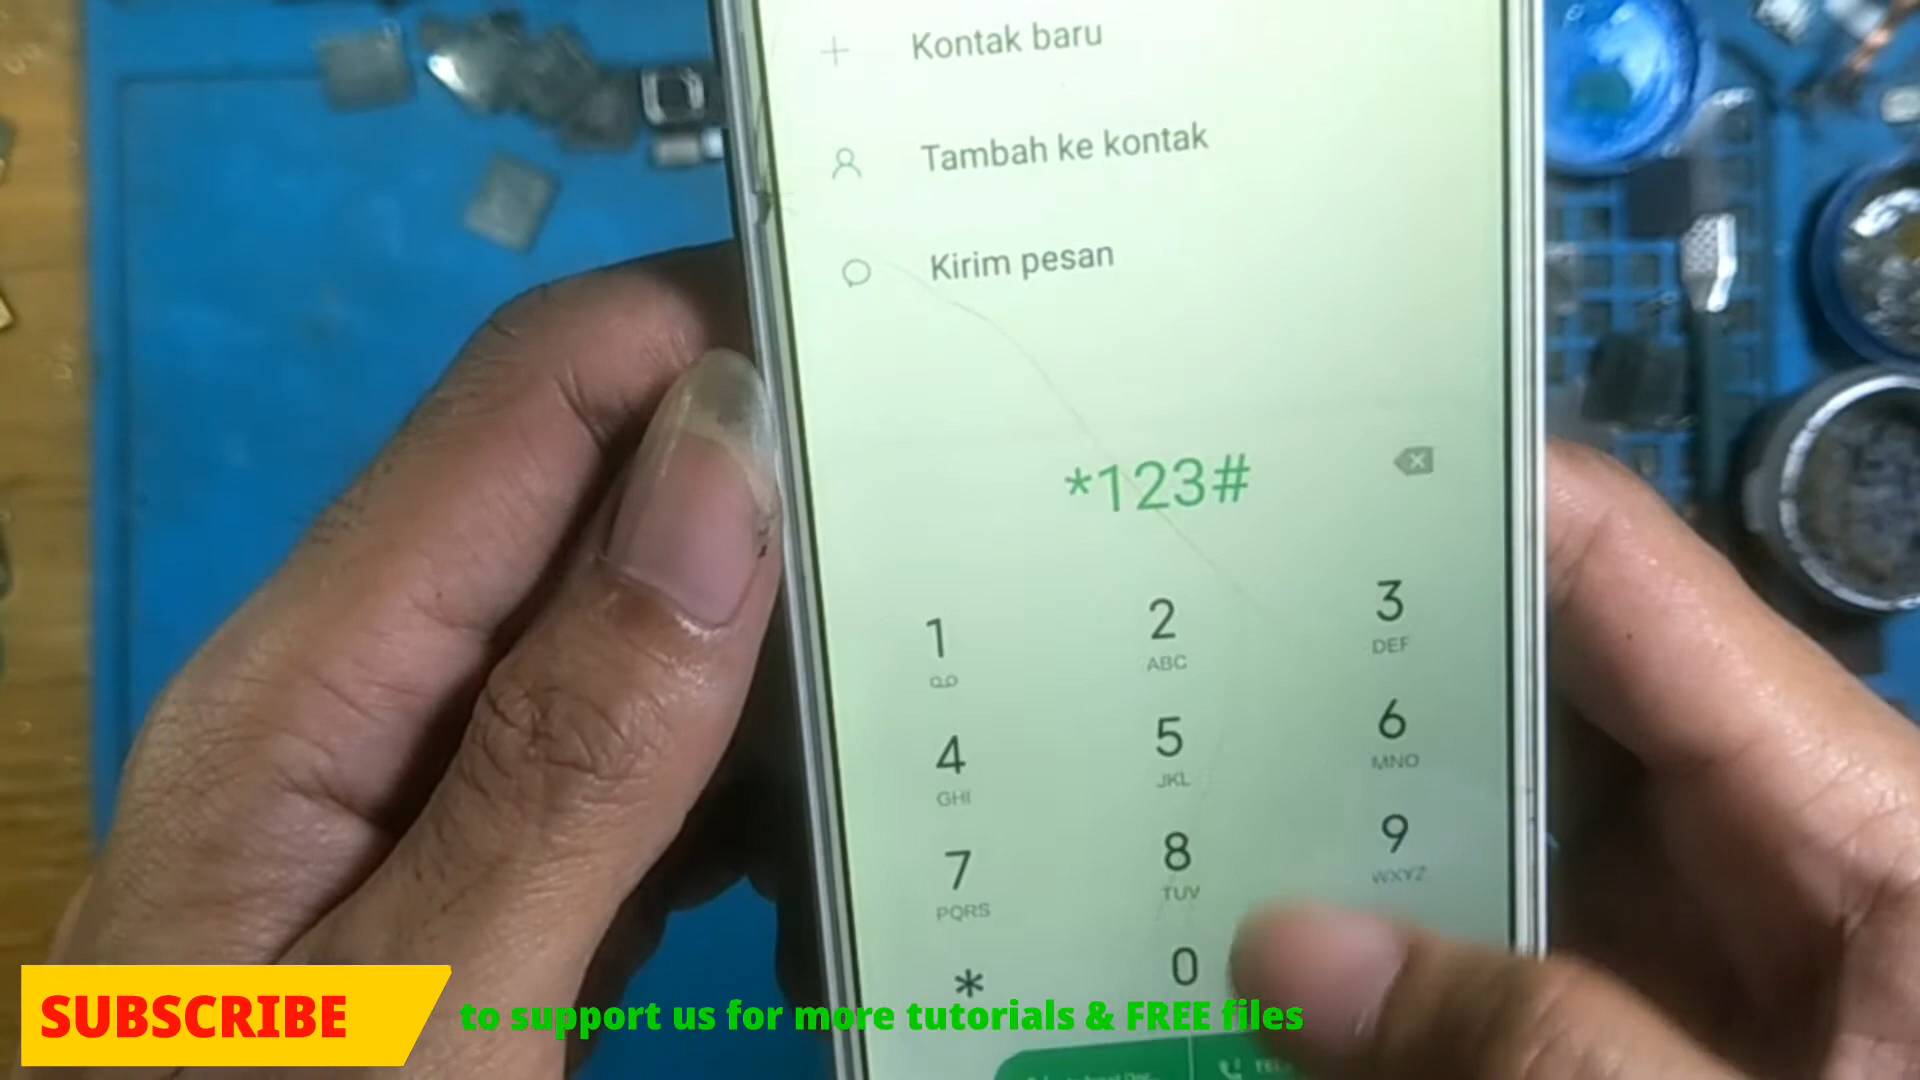 Kontak baru
Tambah ke kontak
Kirim pesan
*123#
1 2 3
ABC DEF
4 5 6
GHI JKL MNO
7 8 9
PQRS TUV WXYZ
* 0
SUBSCRIBE to support us for more tutorials & FREE files